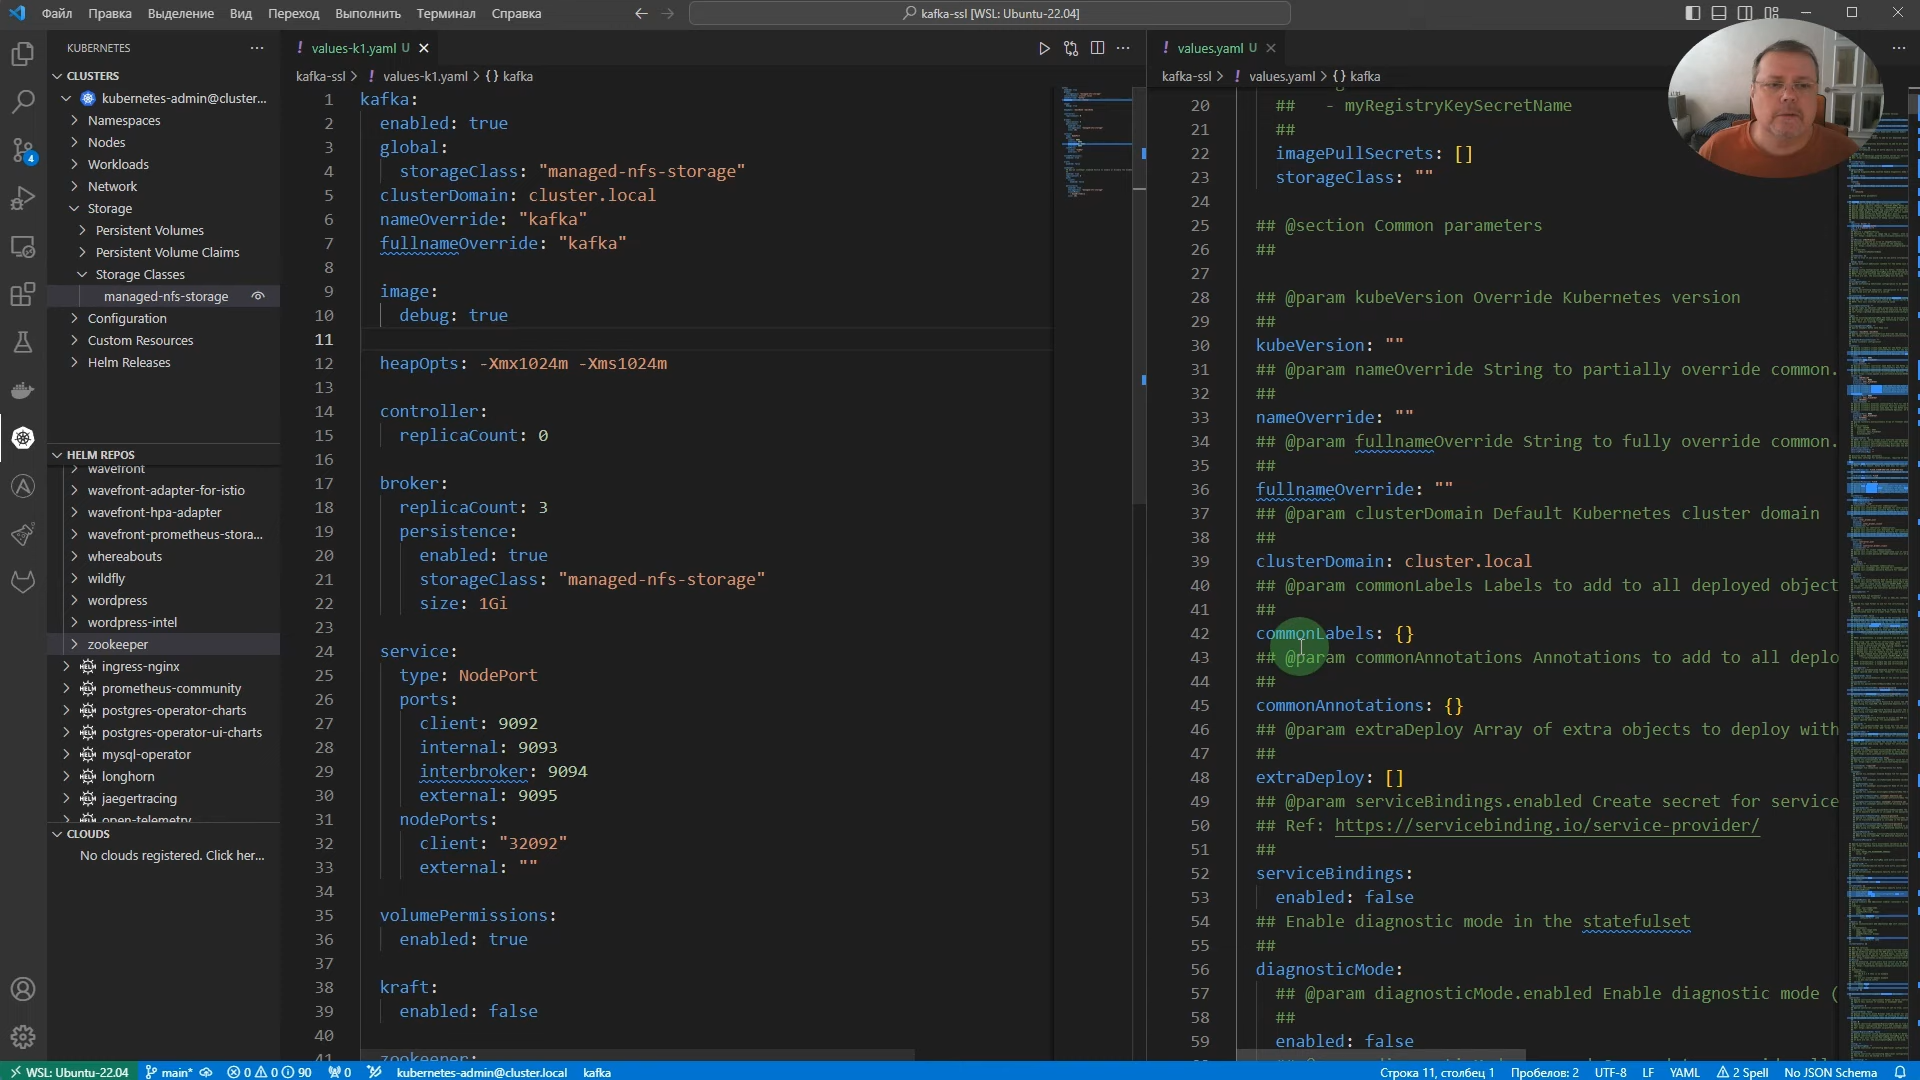 Файл Правка Выделение Вид Переход Выполнить Терминал Справка
kafka-ssl [WSL: Ubuntu-22.04]
KUBERNETES
CLUSTERS
kubernetes-admin@cluster...
Namespaces
Nodes
Workloads
Network
Storage
Persistent Volumes
Persistent Volume Claims
Storage Classes
managed-nfs-storage
Configuration
Custom Resources
Helm Releases
4
HELM REPOS
wavefront
wavefront-adapter-for-istio
wavefront-hpa-adapter
wavefront-prometheus-stora...
whereabouts
wildfly
wordpress
wordpress-intel
zookeeper
HELM ingress-nginx
HELM prometheus-community
HELM postgres-operator-charts
HELM postgres-operator-ui-charts
HELM mysql-operator
HELM longhorn
HELM jaegertracing
HELM open-telemetry
CLOUDS
No clouds registered. Click her...
! values-k1.yaml U
kafka-ssl > ! values-k1.yaml > {} kafka
1 kafka:
2 enabled: true
3 global:
4 storageClass: "managed-nfs-storage"
5 clusterDomain: cluster.local
6 nameOverride: "kafka"
7 fullnameOverride: "kafka"
8
9 image:
10 debug: true
11
12 heapOpts: -Xmx1024m -Xms1024m
13
14 controller:
15 replicaCount: 0
16
17 broker:
18 replicaCount: 3
19 persistence:
20 enabled: true
21 storageClass: "managed-nfs-storage"
22 size: 1Gi
23
24 service:
25 type: NodePort
26 ports:
27 client: 9092
28 internal: 9093
29 interbroker: 9094
30 external: 9095
31 nodePorts:
32 client: "32092"
33 external: ""
34
35 volumePermissions:
36 enabled: true
37
38 kraft:
39 enabled: false
40
41 zookeeper:
! values.yaml U
kafka-ssl > ! values.yaml > {} kafka
20 ## - myRegistryKeySecretName
21 ##
22 imagePullSecrets: []
23 storageClass: ""
24
25 ## @section Common parameters
26 ##
27
28 ## @param kubeVersion Override Kubernetes version
29 ##
30 kubeVersion: ""
31 ## @param nameOverride String to partially override common.
32 ##
33 nameOverride: ""
34 ## @param fullnameOverride String to fully override common.
35 ##
36 fullnameOverride: ""
37 ## @param clusterDomain Default Kubernetes cluster domain
38 ##
39 clusterDomain: cluster.local
40 ## @param commonLabels Labels to add to all deployed object
41 ##
42 commonLabels: {}
43 ## @param commonAnnotations Annotations to add to all deplo
44 ##
45 commonAnnotations: {}
46 ## @param extraDeploy Array of extra objects to deploy with
47 ##
48 extraDeploy: []
49 ## @param serviceBindings.enabled Create secret for service
50 ## Ref: https://servicebinding.io/service-provider/
51 ##
52 serviceBindings:
53 enabled: false
54 ## Enable diagnostic mode in the statefulset
55 ##
56 diagnosticMode:
57 ## @param diagnosticMode.enabled Enable diagnostic mode (
58 ##
59 enabled: false
WSL: Ubuntu-22.04 main* 0 0 90 0 kubernetes-admin@cluster.local kafka
Строка 11, столбец 1 Пробелов: 2 UTF-8 LF YAML 2 Spell No JSON Schema